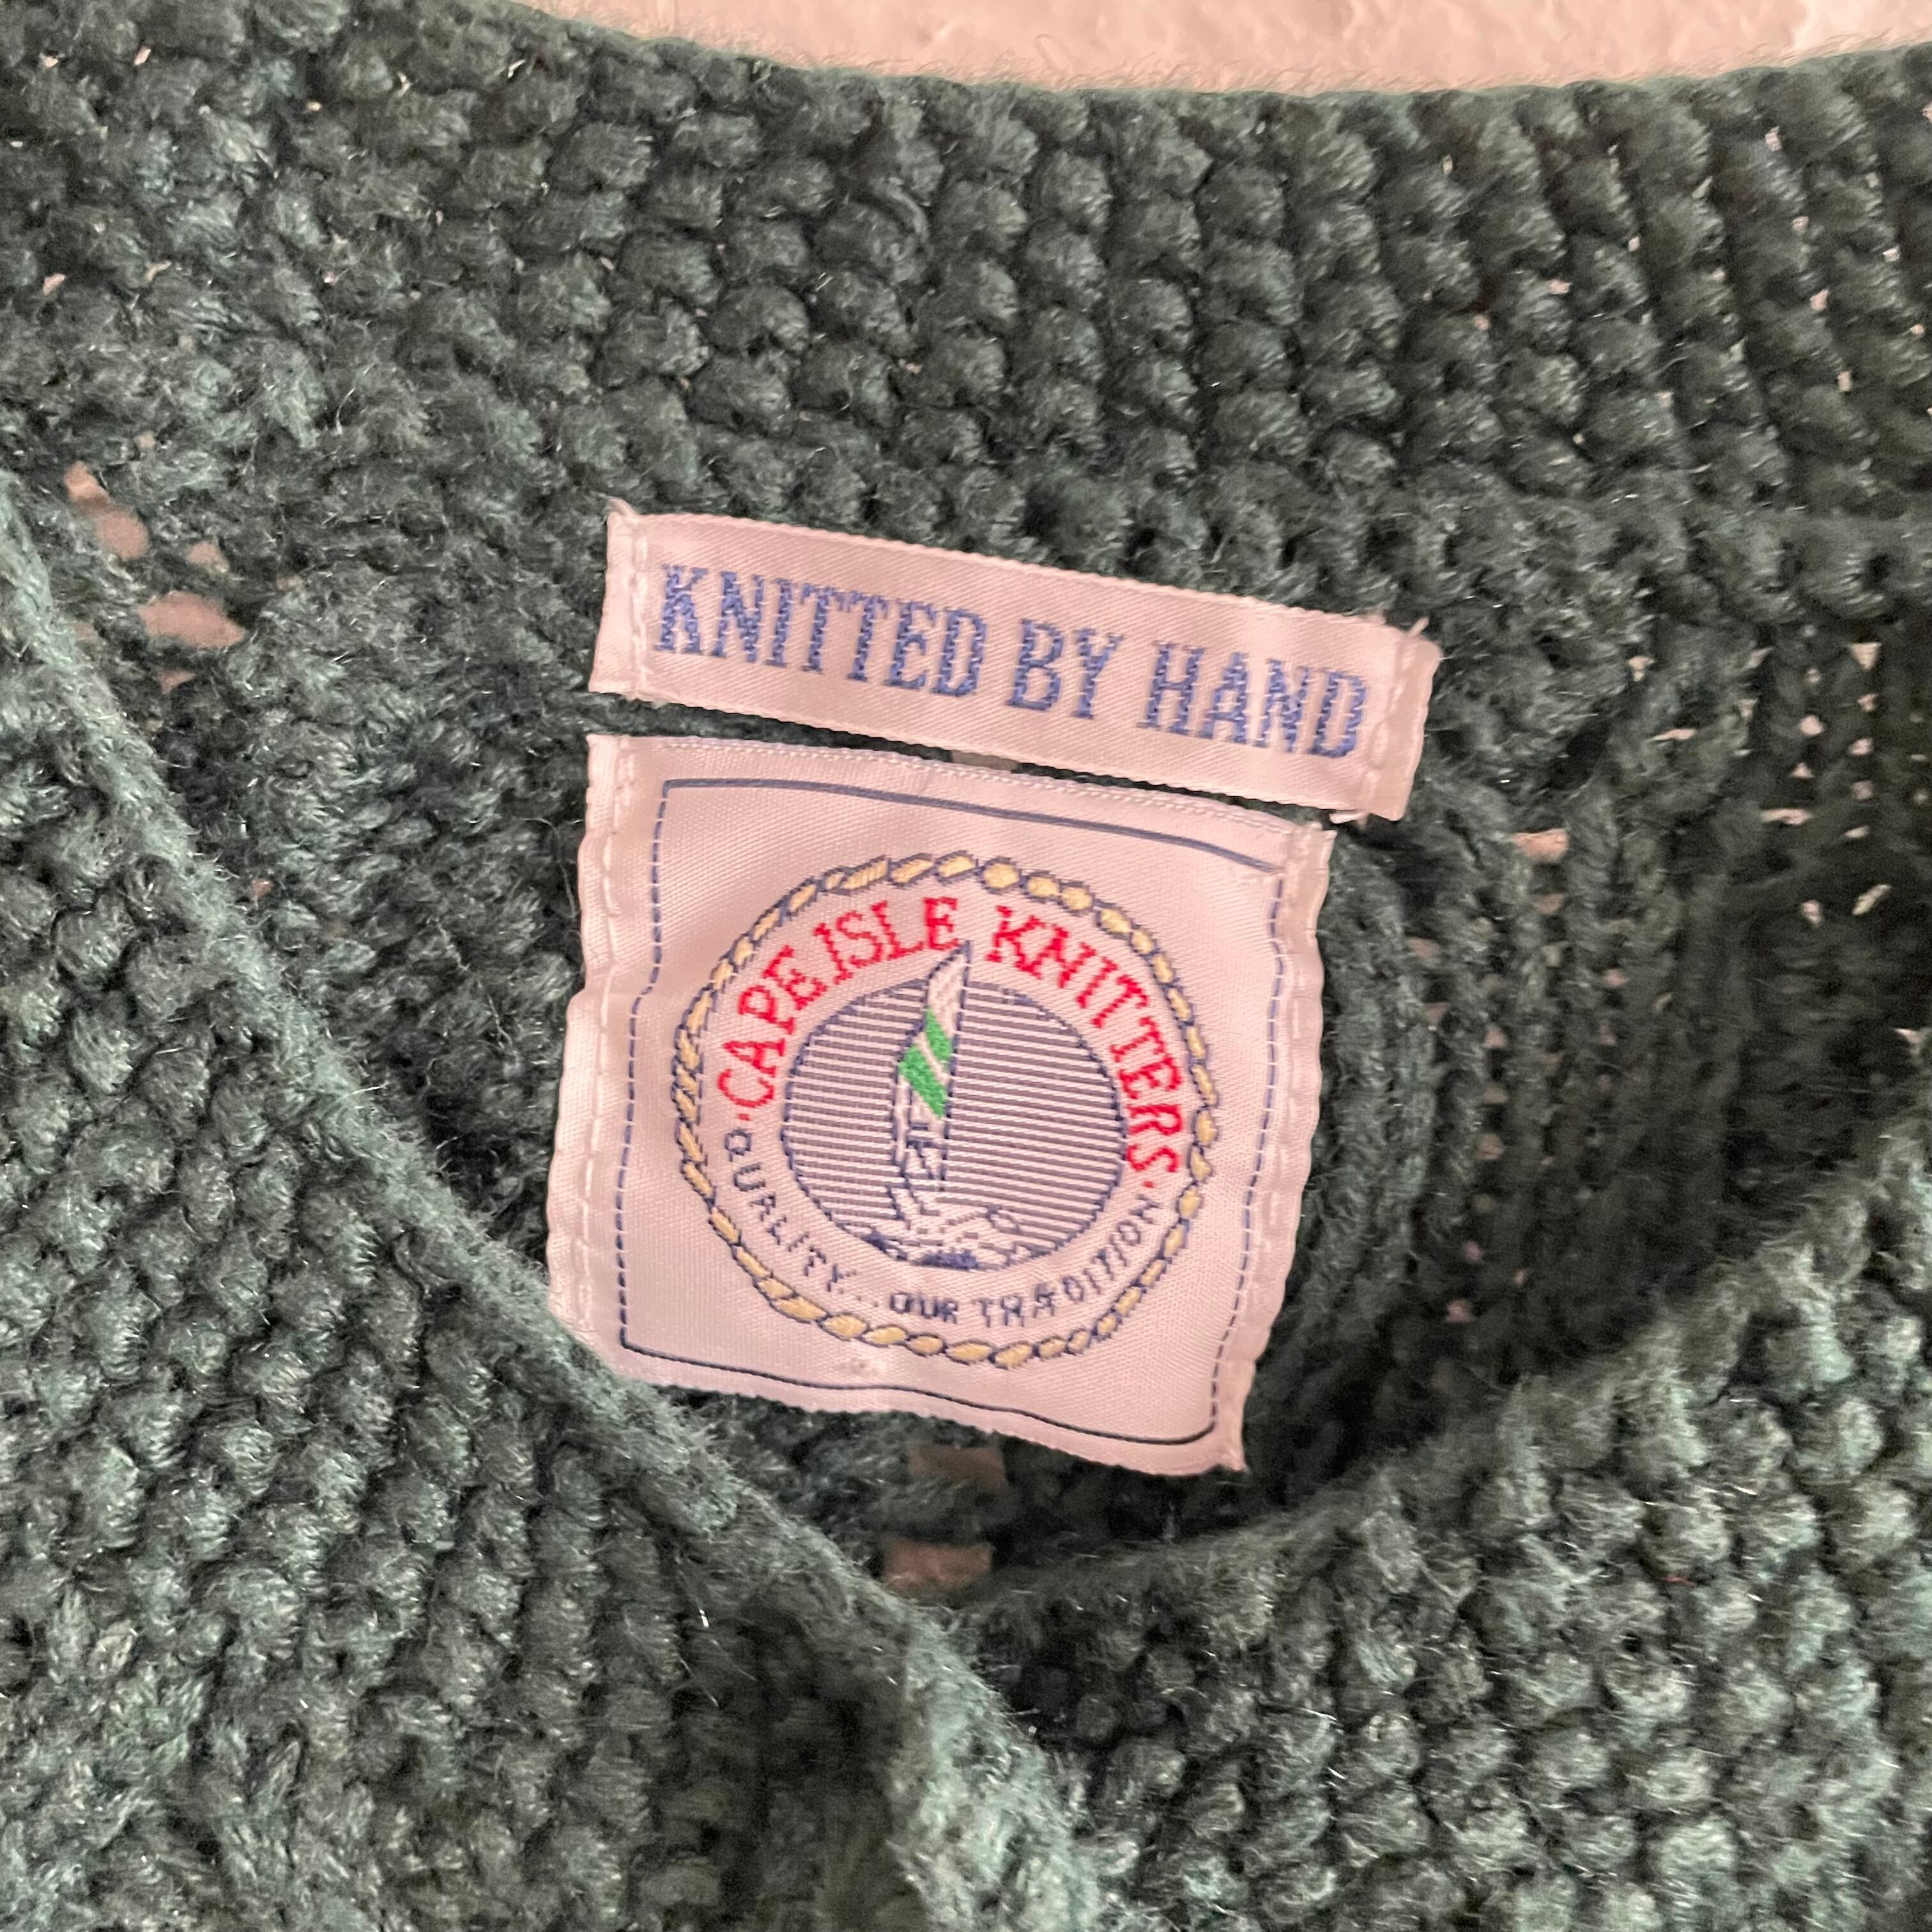 KNITTED BY HAND
·CAPE ISLE KNITTERS·
QUALITY...OUR TRADITION